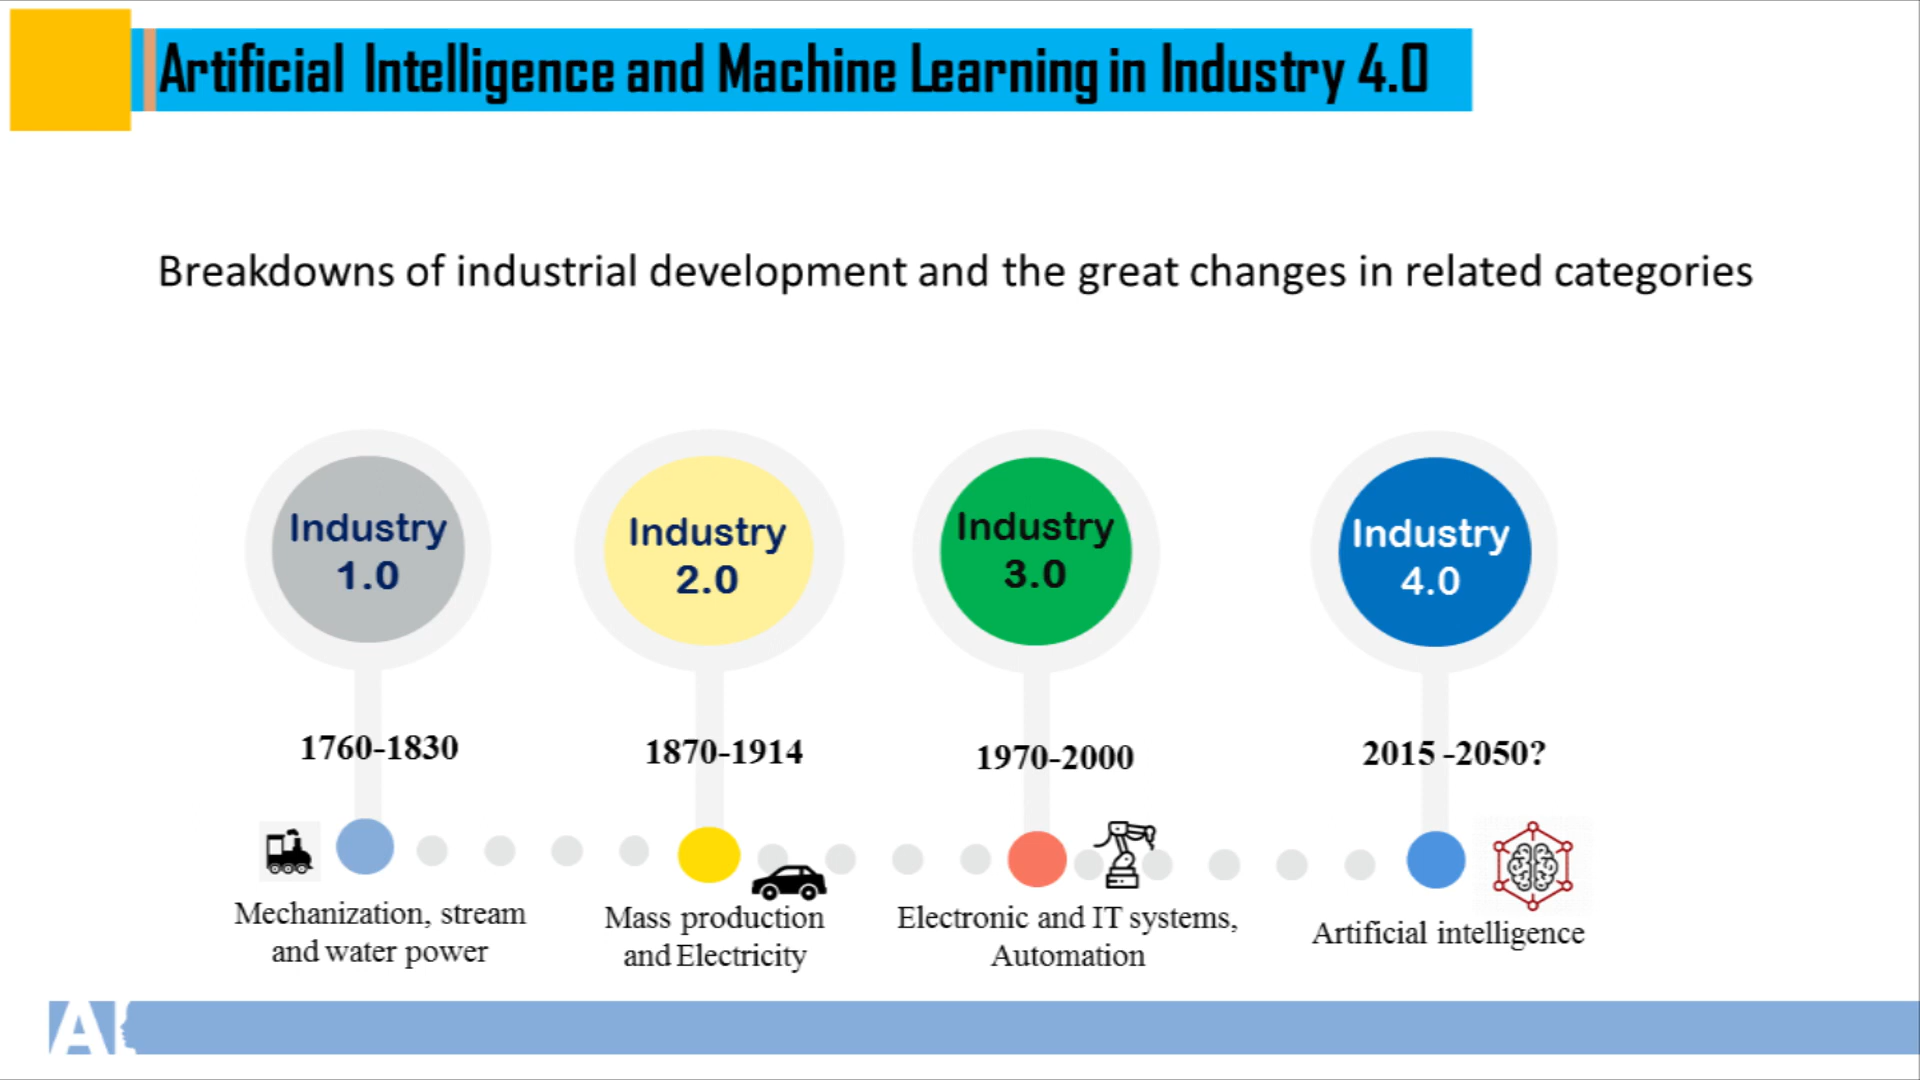 Artificial Intelligence and Machine Learning in Industry 4.0
Breakdowns of industrial development and the great changes in related categories
Industry
1.0
Industry
2.0
Industry
3.0
Industry
4.0
1760-1830
1870-1914
1970-2000
2015 -2050?
Mechanization, stream
and water power
Mass production
and Electricity
Electronic and IT systems,
Automation
Artificial intelligence
AI